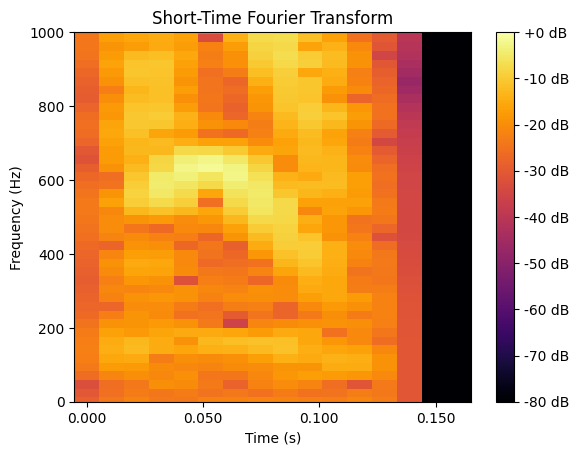 Short-Time Fourier Transform
1000
800
600
400
200
0
Frequency (Hz)
0.000
0.050
0.100
0.150
Time (s)
+0 dB
-10 dB
-20 dB
-30 dB
-40 dB
-50 dB
-60 dB
-70 dB
-80 dB